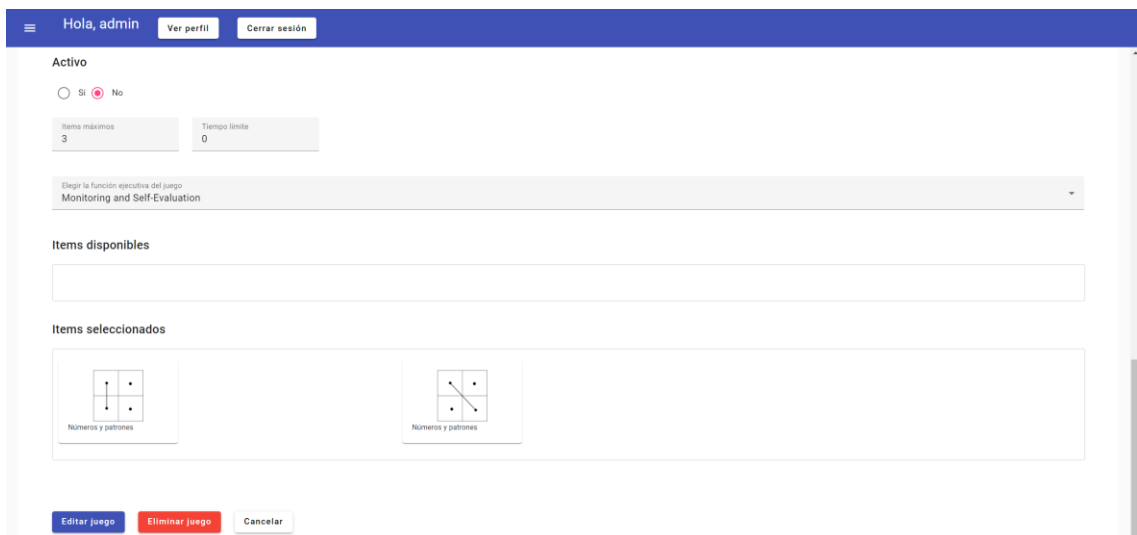 Hola, admin Ver perfil Cerrar sesión
Activo
Si No
Items máximos Tiempo límite
3 0
Elegir la función ejecutiva del juego
Monitoring and Self-Evaluation
Items disponibles
Items seleccionados
Números y patrones Números y patrones
Editar juego Eliminar juego Cancelar